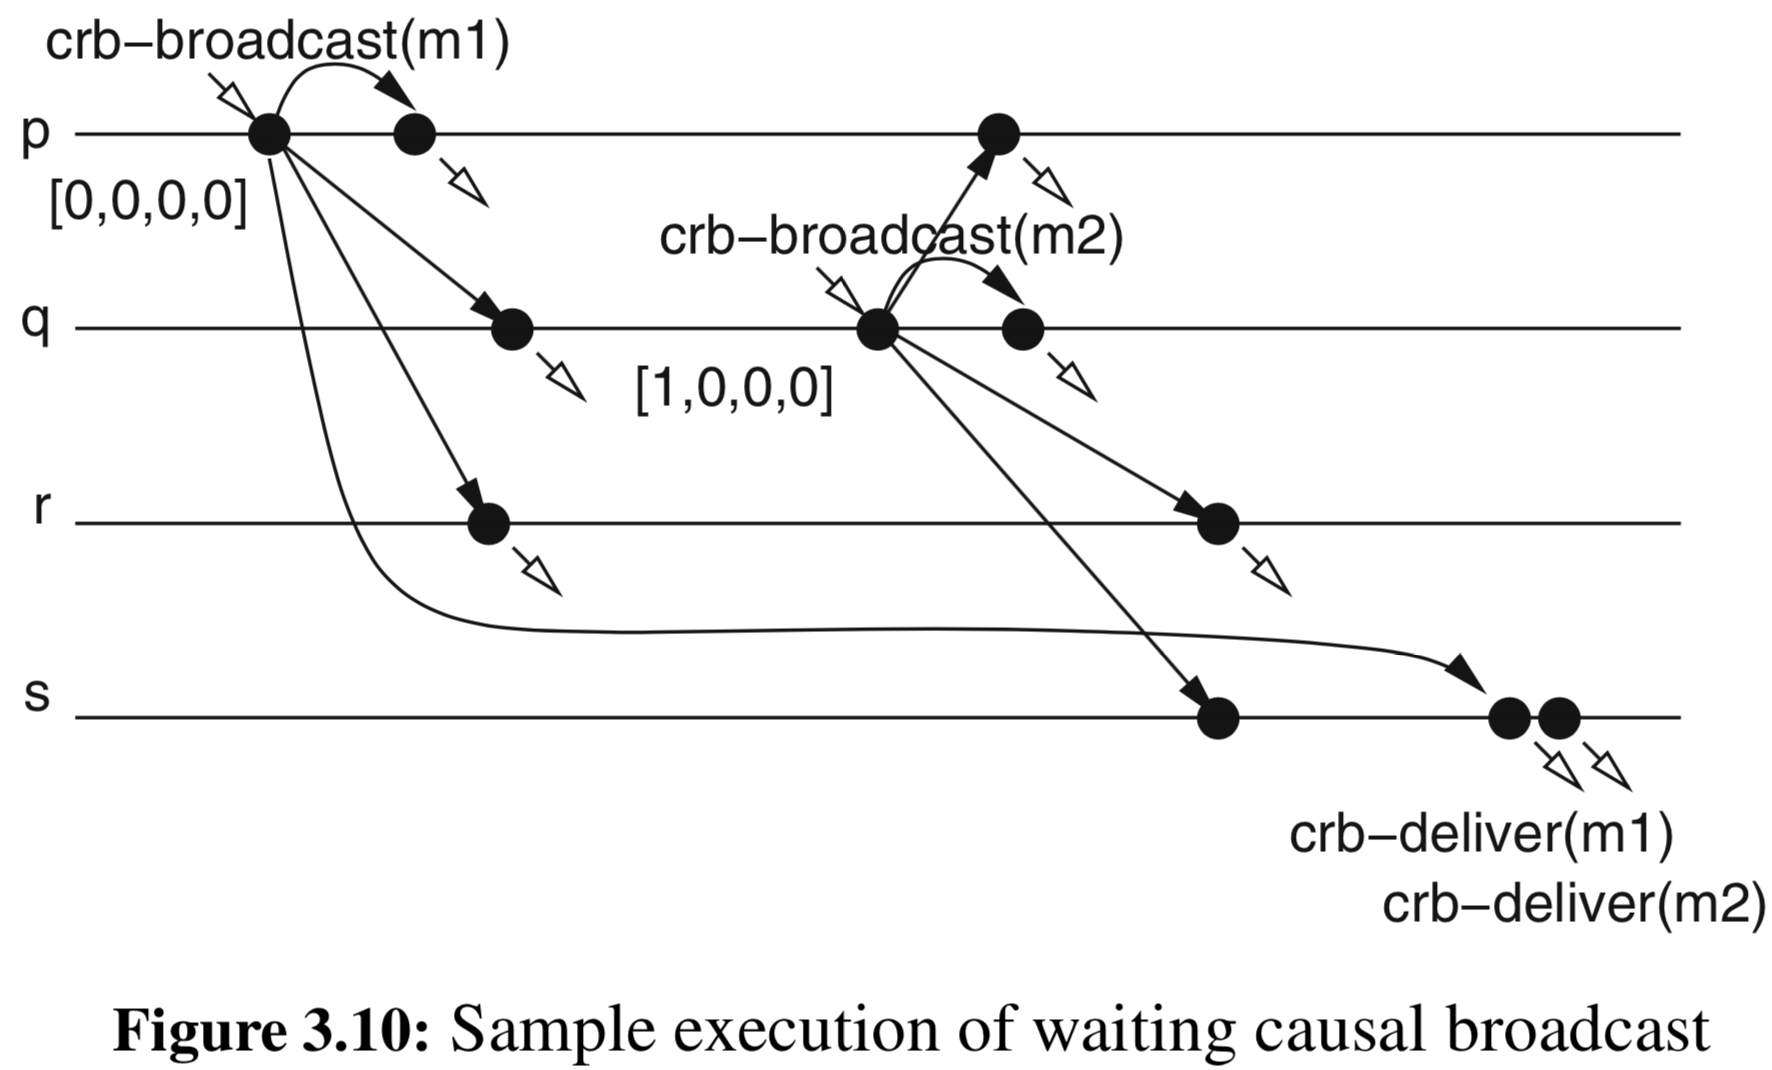 crb–broadcast(m1)
p
[0,0,0,0]
crb–broadcast(m2)
q
[1,0,0,0]
r
s
crb–deliver(m1)
crb–deliver(m2)
Figure 3.10: Sample execution of waiting causal broadcast